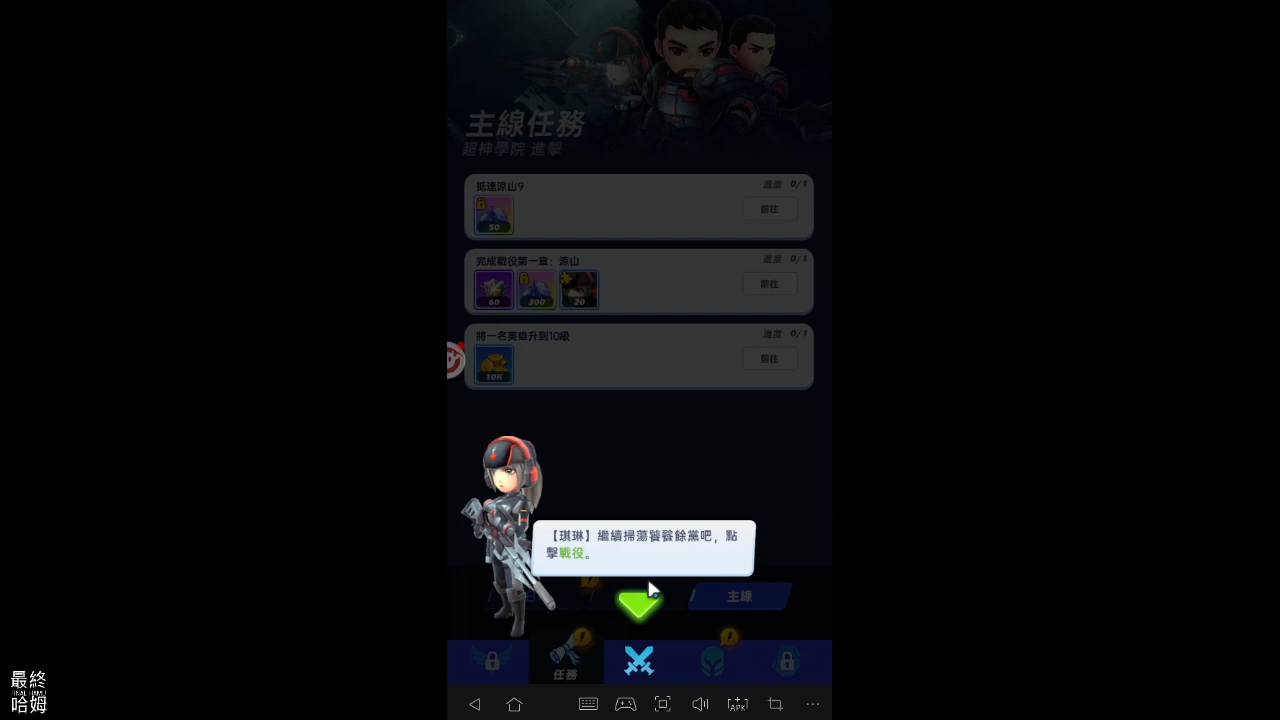 主線任務
超神學院 進擊
抵達涼山9
進度 0/1
50
前往
完成戰役第一章：涼山
進度 0/1
60
300
20
前往
將一名英雄升到10級
進度 0/1
10K
前往
【琪琳】繼續掃蕩饕餮餘黨吧，點
擊戰役。
主線
任務
APK
最終
FINAL HAMU
哈姆